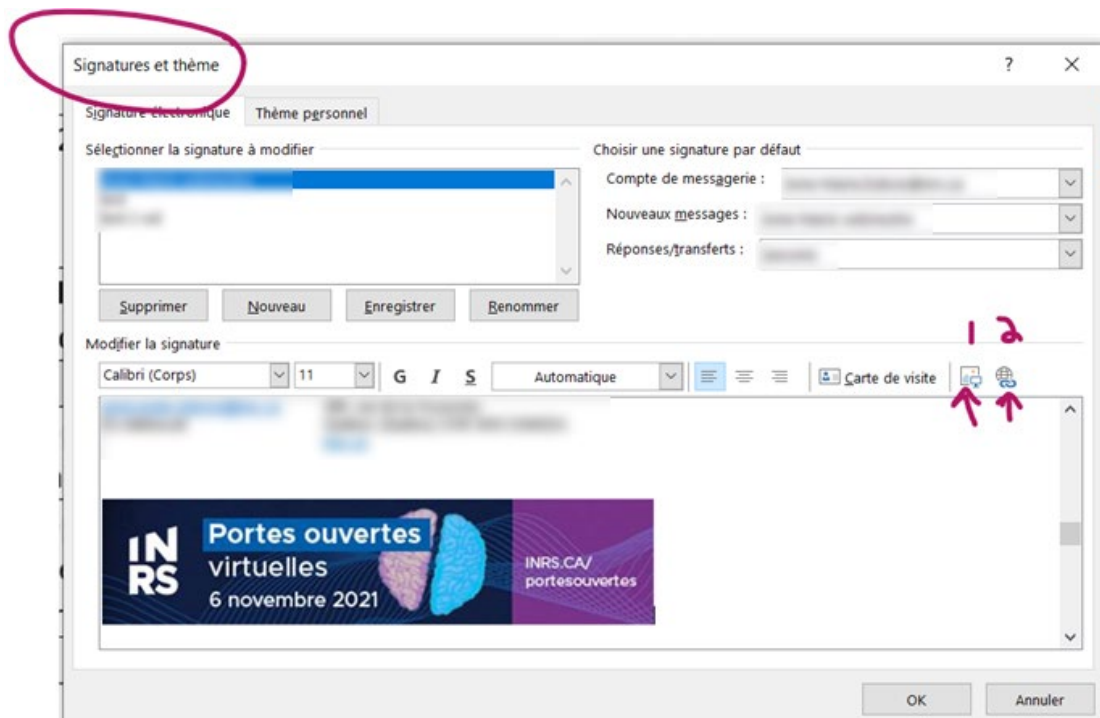 Signatures et thème
?
Signature électronique
Thème personnel
Sélectionner la signature à modifier
Choisir une signature par défaut
Compte de messagerie :
Nouveaux messages :
Réponses/transferts :
Supprimer
Nouveau
Enregistrer
Renommer
1 2
Modifier la signature
Calibri (Corps)
11
G I S
Automatique
Carte de visite
INRS
Portes ouvertes
virtuelles
6 novembre 2021
INRS.CA/
portesouvertes
OK
Annuler